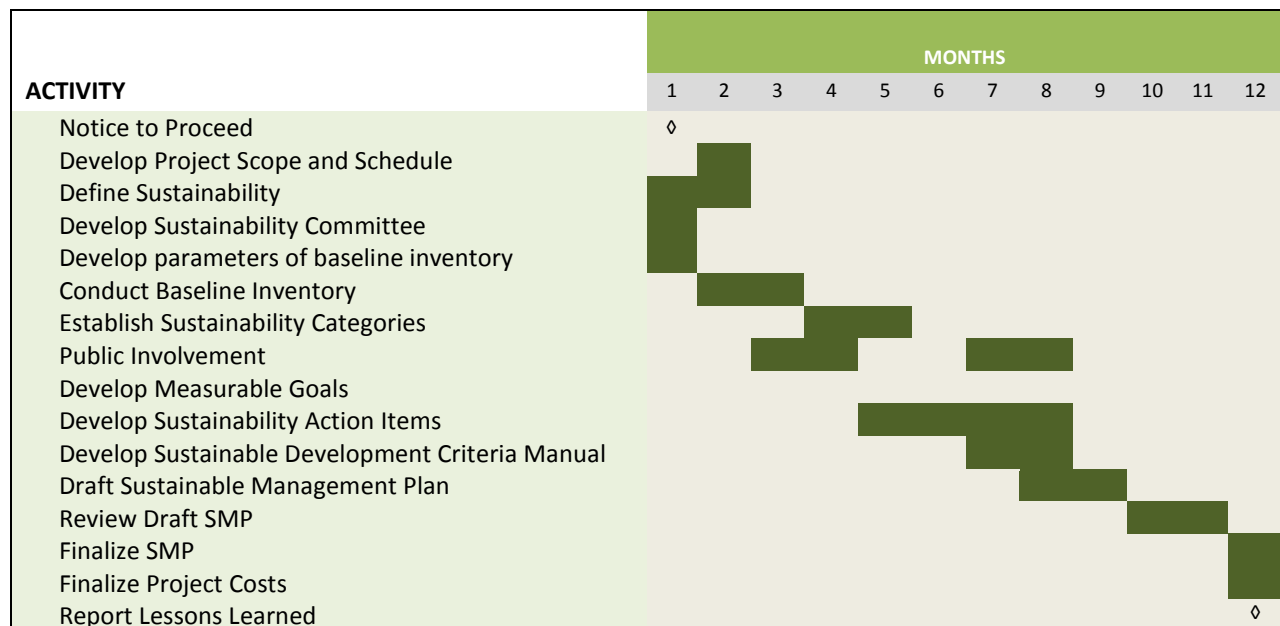 MONTHS
ACTIVITY 1 2 3 4 5 6 7 8 9 10 11 12
Notice to Proceed ◊
Develop Project Scope and Schedule
Define Sustainability
Develop Sustainability Committee
Develop parameters of baseline inventory
Conduct Baseline Inventory
Establish Sustainability Categories
Public Involvement
Develop Measurable Goals
Develop Sustainability Action Items
Develop Sustainable Development Criteria Manual
Draft Sustainable Management Plan
Review Draft SMP
Finalize SMP
Finalize Project Costs
Report Lessons Learned ◊